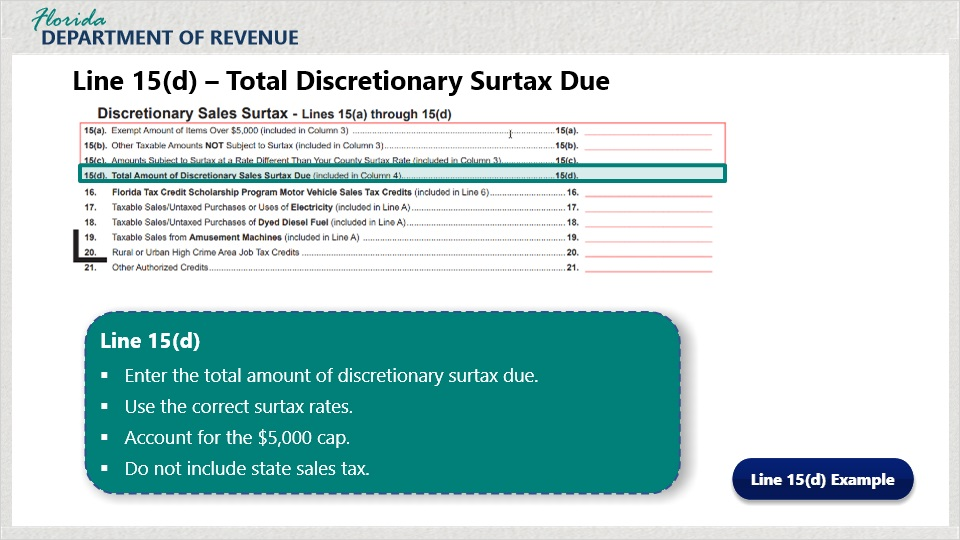 Florida
DEPARTMENT OF REVENUE
Line 15(d) – Total Discretionary Surtax Due
Discretionary Sales Surtax - Lines 15(a) through 15(d)
15(a). Exempt Amount of Items Over $5,000 (included in Column 3) ........ 15(a).
15(b). Other Taxable Amounts NOT Subject to Surtax (included in Column 3) ........ 15(b).
15(c). Amounts Subject to Surtax at a Rate Different Than Your County Surtax Rate (included in Column 3) ........ 15(c).
15(d). Total Amount of Discretionary Sales Surtax Due (included in Column 4) ........ 15(d).
16. Florida Tax Credit Scholarship Program Motor Vehicle Sales Tax Credits (included in Line 6) ........ 16.
17. Taxable Sales/Untaxed Purchases or Uses of Electricity (included in Line A) ........ 17.
18. Taxable Sales/Untaxed Purchases of Dyed Diesel Fuel (included in Line A) ........ 18.
19. Taxable Sales from Amusement Machines (included in Line A) ........ 19.
20. Rural or Urban High Crime Area Job Tax Credits ........ 20.
21. Other Authorized Credits ........ 21.
Line 15(d)
▪ Enter the total amount of discretionary surtax due.
▪ Use the correct surtax rates.
▪ Account for the $5,000 cap.
▪ Do not include state sales tax.
Line 15(d) Example